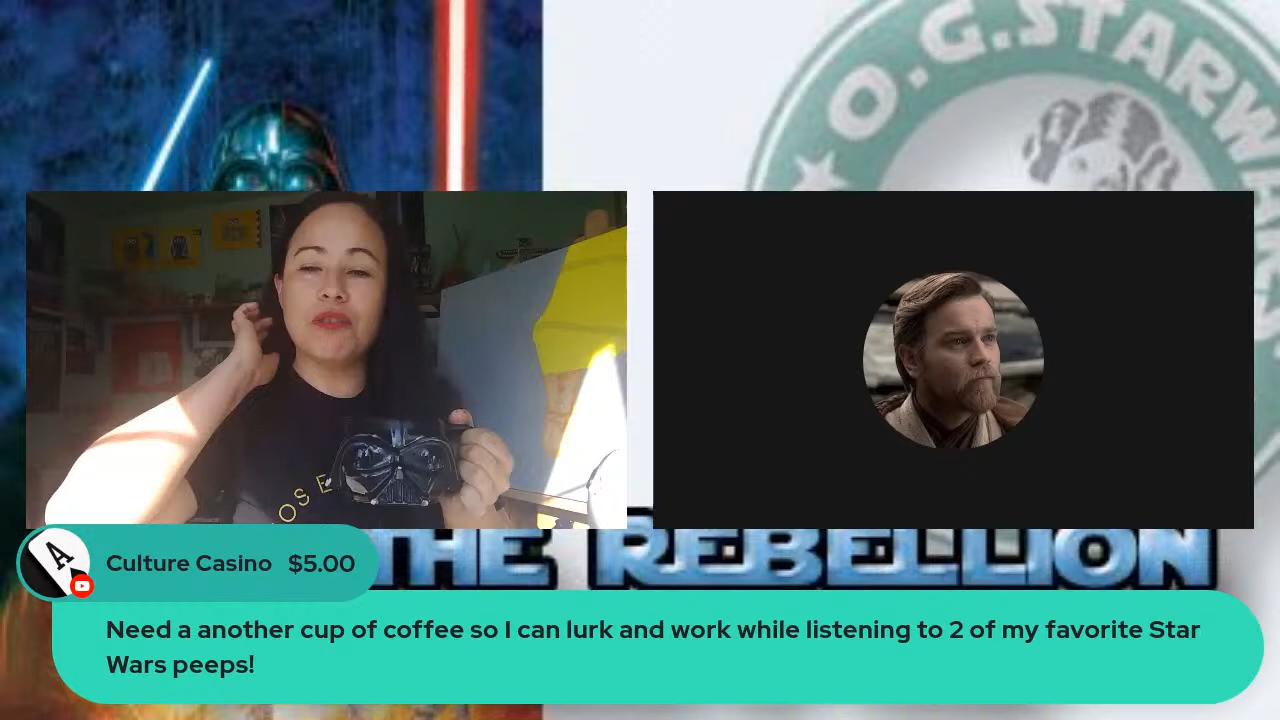 O.G.STARWA
OSE
THE REBELLION
A
Culture Casino $5.00
Need a another cup of coffee so I can lurk and work while listening to 2 of my favorite Star
Wars peeps!